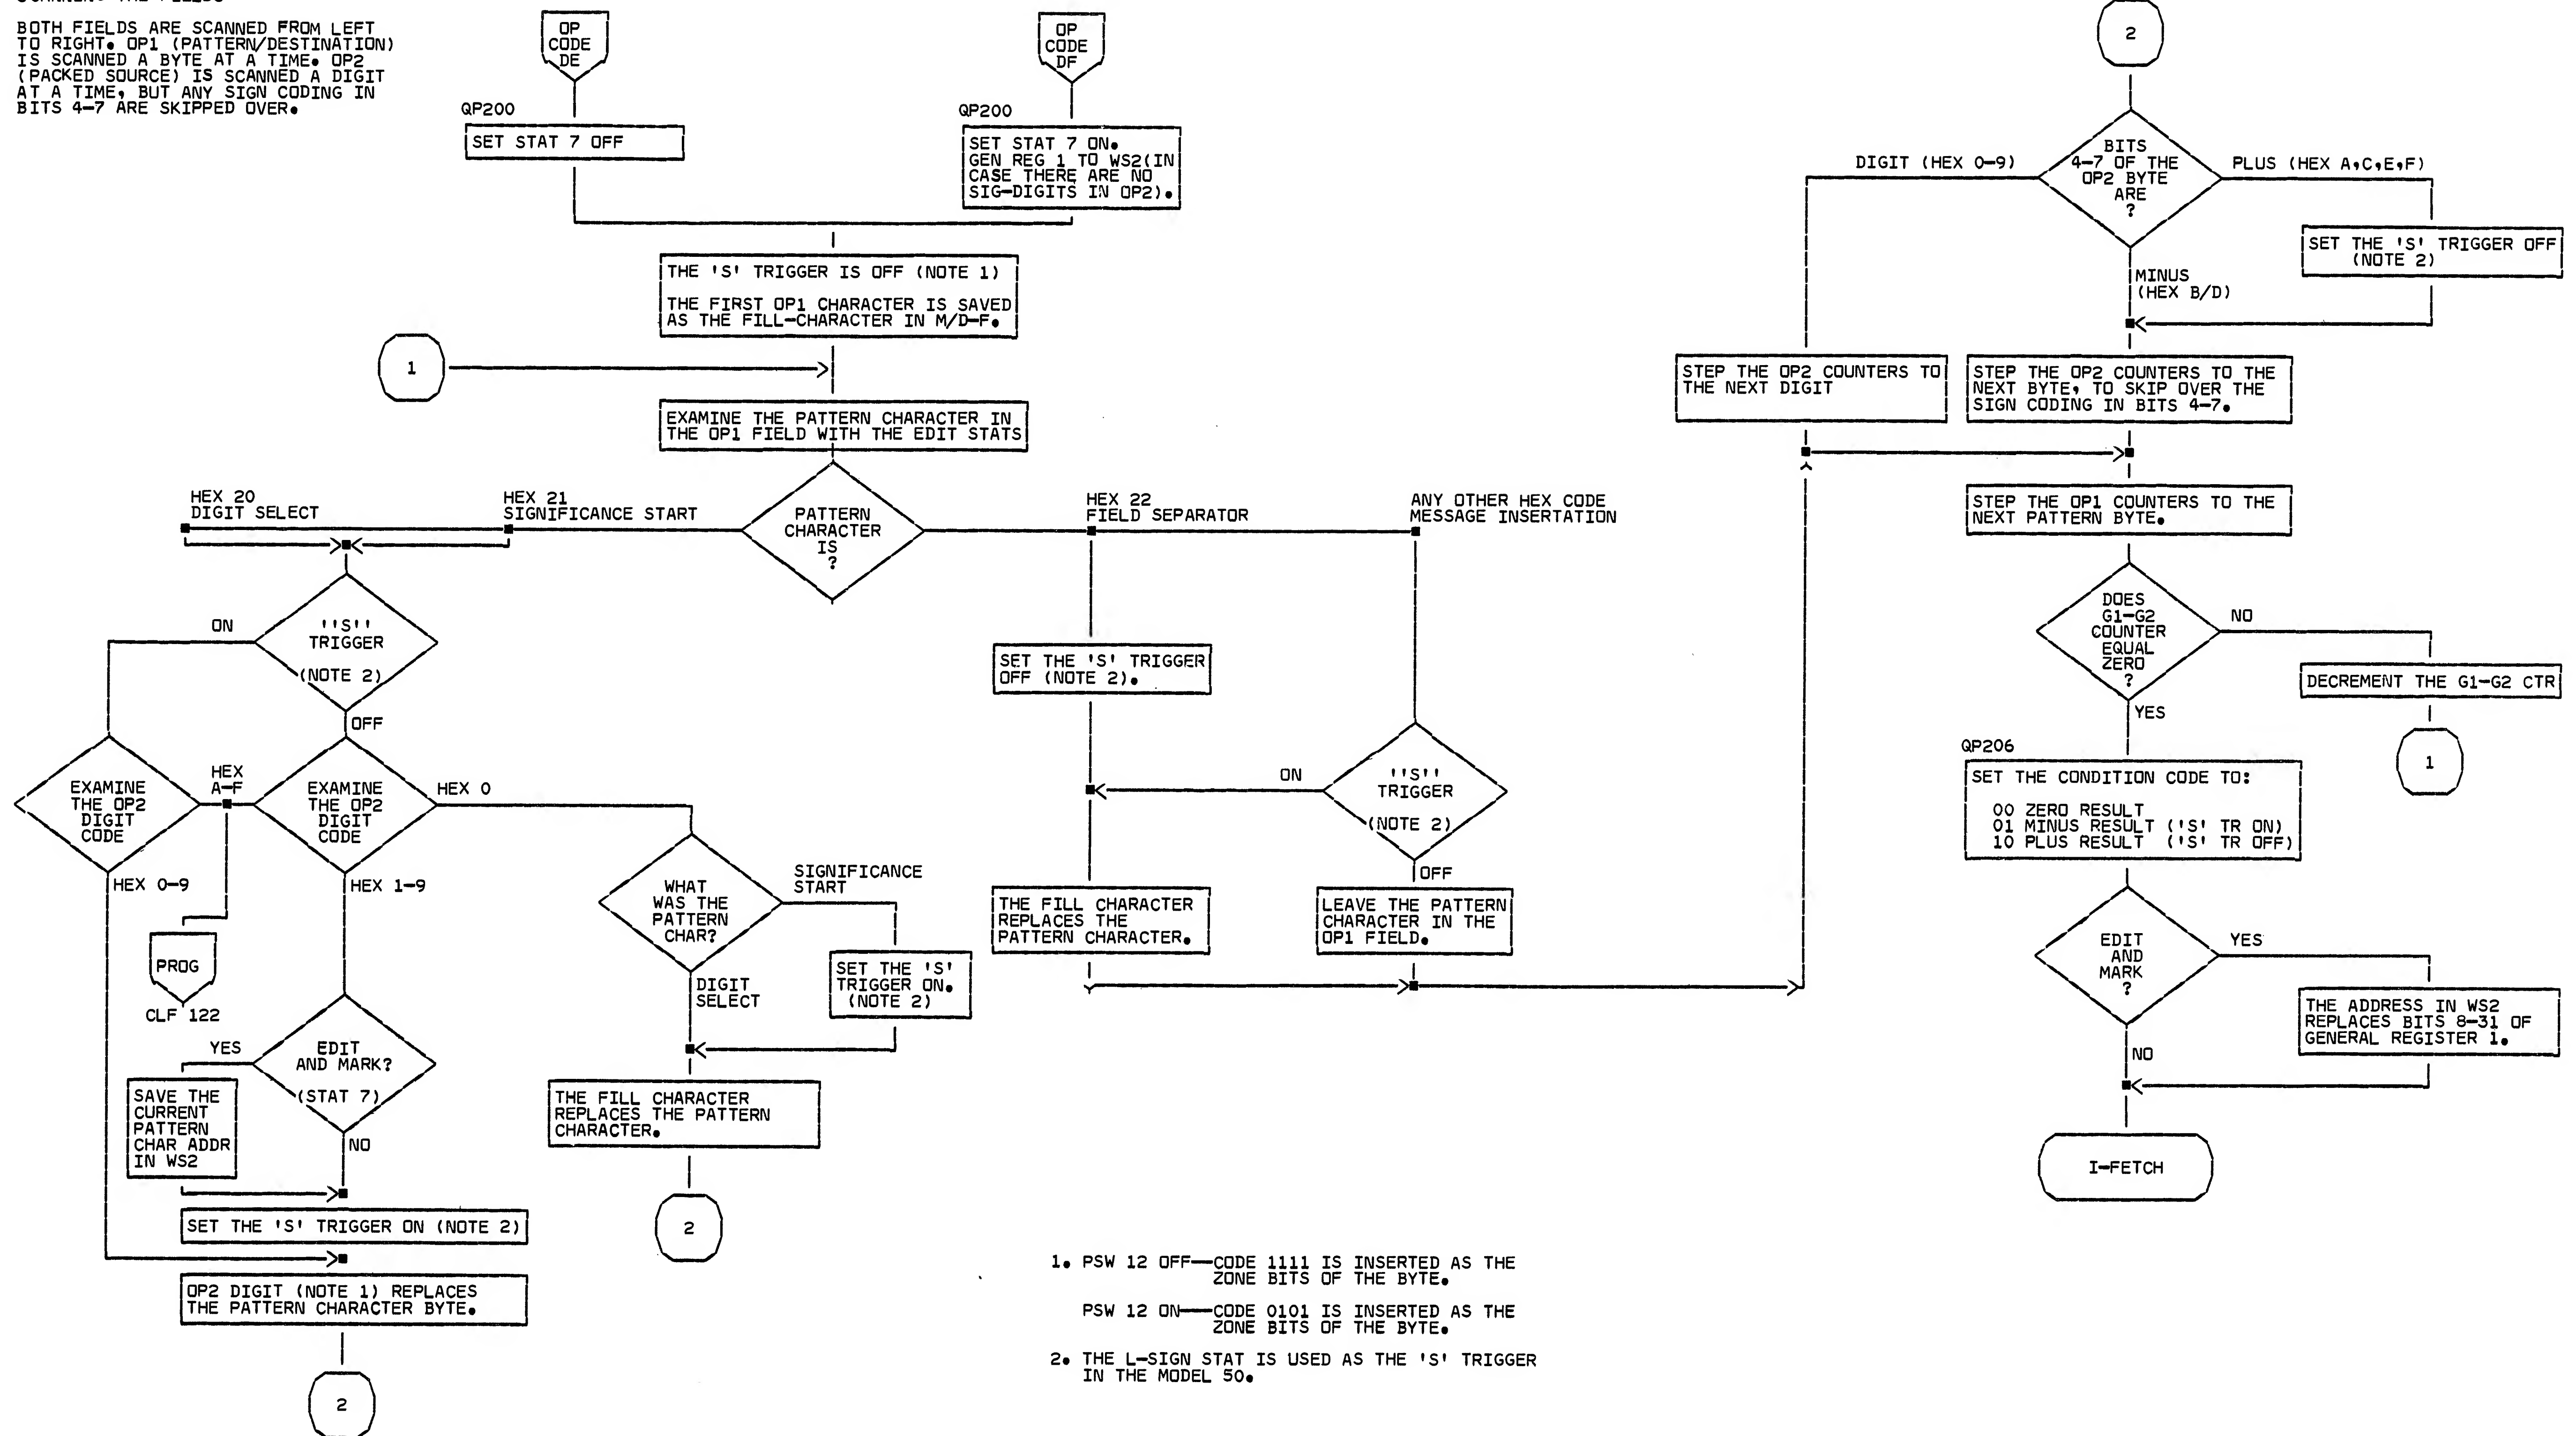 BOTH FIELDS ARE SCANNED FROM LEFT
TO RIGHT. OP1 (PATTERN/DESTINATION)
IS SCANNED A BYTE AT A TIME. OP2
(PACKED SOURCE) IS SCANNED A DIGIT
AT A TIME, BUT ANY SIGN CODING IN
BITS 4-7 ARE SKIPPED OVER.
OP
CODE
DE
QP200
SET STAT 7 OFF
OP
CODE
DF
QP200
SET STAT 7 ON.
GEN REG 1 TO WS2(IN
CASE THERE ARE NO
SIG-DIGITS IN OP2).
THE 'S' TRIGGER IS OFF (NOTE 1)
THE FIRST OP1 CHARACTER IS SAVED
AS THE FILL-CHARACTER IN M/D-F.
1
EXAMINE THE PATTERN CHARACTER IN
THE OP1 FIELD WITH THE EDIT STATS
PATTERN
CHARACTER
IS
?
HEX 20
DIGIT SELECT
HEX 21
SIGNIFICANCE START
HEX 22
FIELD SEPARATOR
ANY OTHER HEX CODE
MESSAGE INSERTATION
ON
''S''
TRIGGER
(NOTE 2)
OFF
EXAMINE
THE OP2
DIGIT
CODE
HEX
A-F
EXAMINE
THE OP2
DIGIT
CODE
HEX 0
HEX 0-9
HEX 1-9
PROG
CLF 122
YES
EDIT
AND MARK?
(STAT 7)
NO
SAVE THE
CURRENT
PATTERN
CHAR ADDR
IN WS2
SET THE 'S' TRIGGER ON (NOTE 2)
OP2 DIGIT (NOTE 1) REPLACES
THE PATTERN CHARACTER BYTE.
2
WHAT
WAS THE
PATTERN
CHAR?
SIGNIFICANCE
START
DIGIT
SELECT
SET THE 'S'
TRIGGER ON.
(NOTE 2)
THE FILL CHARACTER
REPLACES THE PATTERN
CHARACTER.
2
SET THE 'S' TRIGGER
OFF (NOTE 2).
ON
''S''
TRIGGER
(NOTE 2)
OFF
THE FILL CHARACTER
REPLACES THE
PATTERN CHARACTER.
LEAVE THE PATTERN
CHARACTER IN THE
OP1 FIELD.
1. PSW 12 OFF—CODE 1111 IS INSERTED AS THE
ZONE BITS OF THE BYTE.
PSW 12 ON—CODE 0101 IS INSERTED AS THE
ZONE BITS OF THE BYTE.
2. THE L-SIGN STAT IS USED AS THE 'S' TRIGGER
IN THE MODEL 50.
2
DIGIT (HEX 0-9)
BITS
4-7 OF THE
OP2 BYTE
ARE
?
PLUS (HEX A,C,E,F)
SET THE 'S' TRIGGER OFF
(NOTE 2)
MINUS
(HEX B/D)
STEP THE OP2 COUNTERS TO
THE NEXT DIGIT
STEP THE OP2 COUNTERS TO THE
NEXT BYTE, TO SKIP OVER THE
SIGN CODING IN BITS 4-7.
STEP THE OP1 COUNTERS TO THE
NEXT PATTERN BYTE.
DOES
G1-G2
COUNTER
EQUAL
ZERO
?
NO
DECREMENT THE G1-G2 CTR
1
YES
QP206
SET THE CONDITION CODE TO:
00 ZERO RESULT
01 MINUS RESULT ('S' TR ON)
10 PLUS RESULT ('S' TR OFF)
EDIT
AND
MARK
?
YES
THE ADDRESS IN WS2
REPLACES BITS 8-31 OF
GENERAL REGISTER 1.
NO
I-FETCH